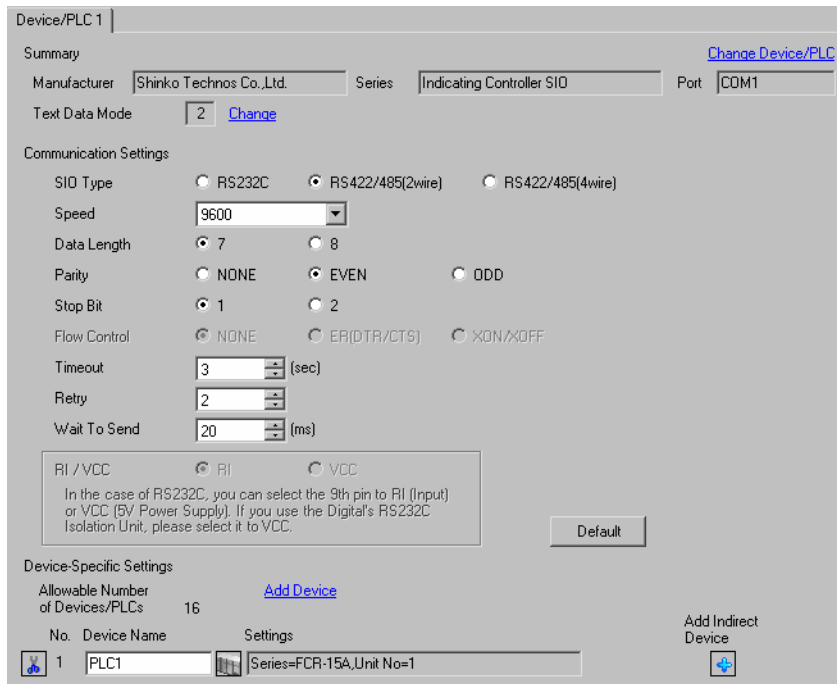 Device/PLC 1
Summary
Change Device/PLC
Manufacturer Shinko Technos Co.,Ltd. Series Indicating Controller SIO Port COM1
Text Data Mode 2 Change
Communication Settings
SIO Type RS232C RS422/485(2wire) RS422/485(4wire)
Speed 9600
Data Length 7 8
Parity NONE EVEN ODD
Stop Bit 1 2
Flow Control NONE ER(DTR/CTS) XON/XOFF
Timeout 3 (sec)
Retry 2
Wait To Send 20 (ms)
RI / VCC RI VCC
In the case of RS232C, you can select the 9th pin to RI (Input)
or VCC (5V Power Supply). If you use the Digital's RS232C
Isolation Unit, please select it to VCC.
Default
Device-Specific Settings
Allowable Number
of Devices/PLCs 16
Add Device
Add Indirect
Device
No. Device Name Settings
1 PLC1 Series=FCR-15A,Unit No=1